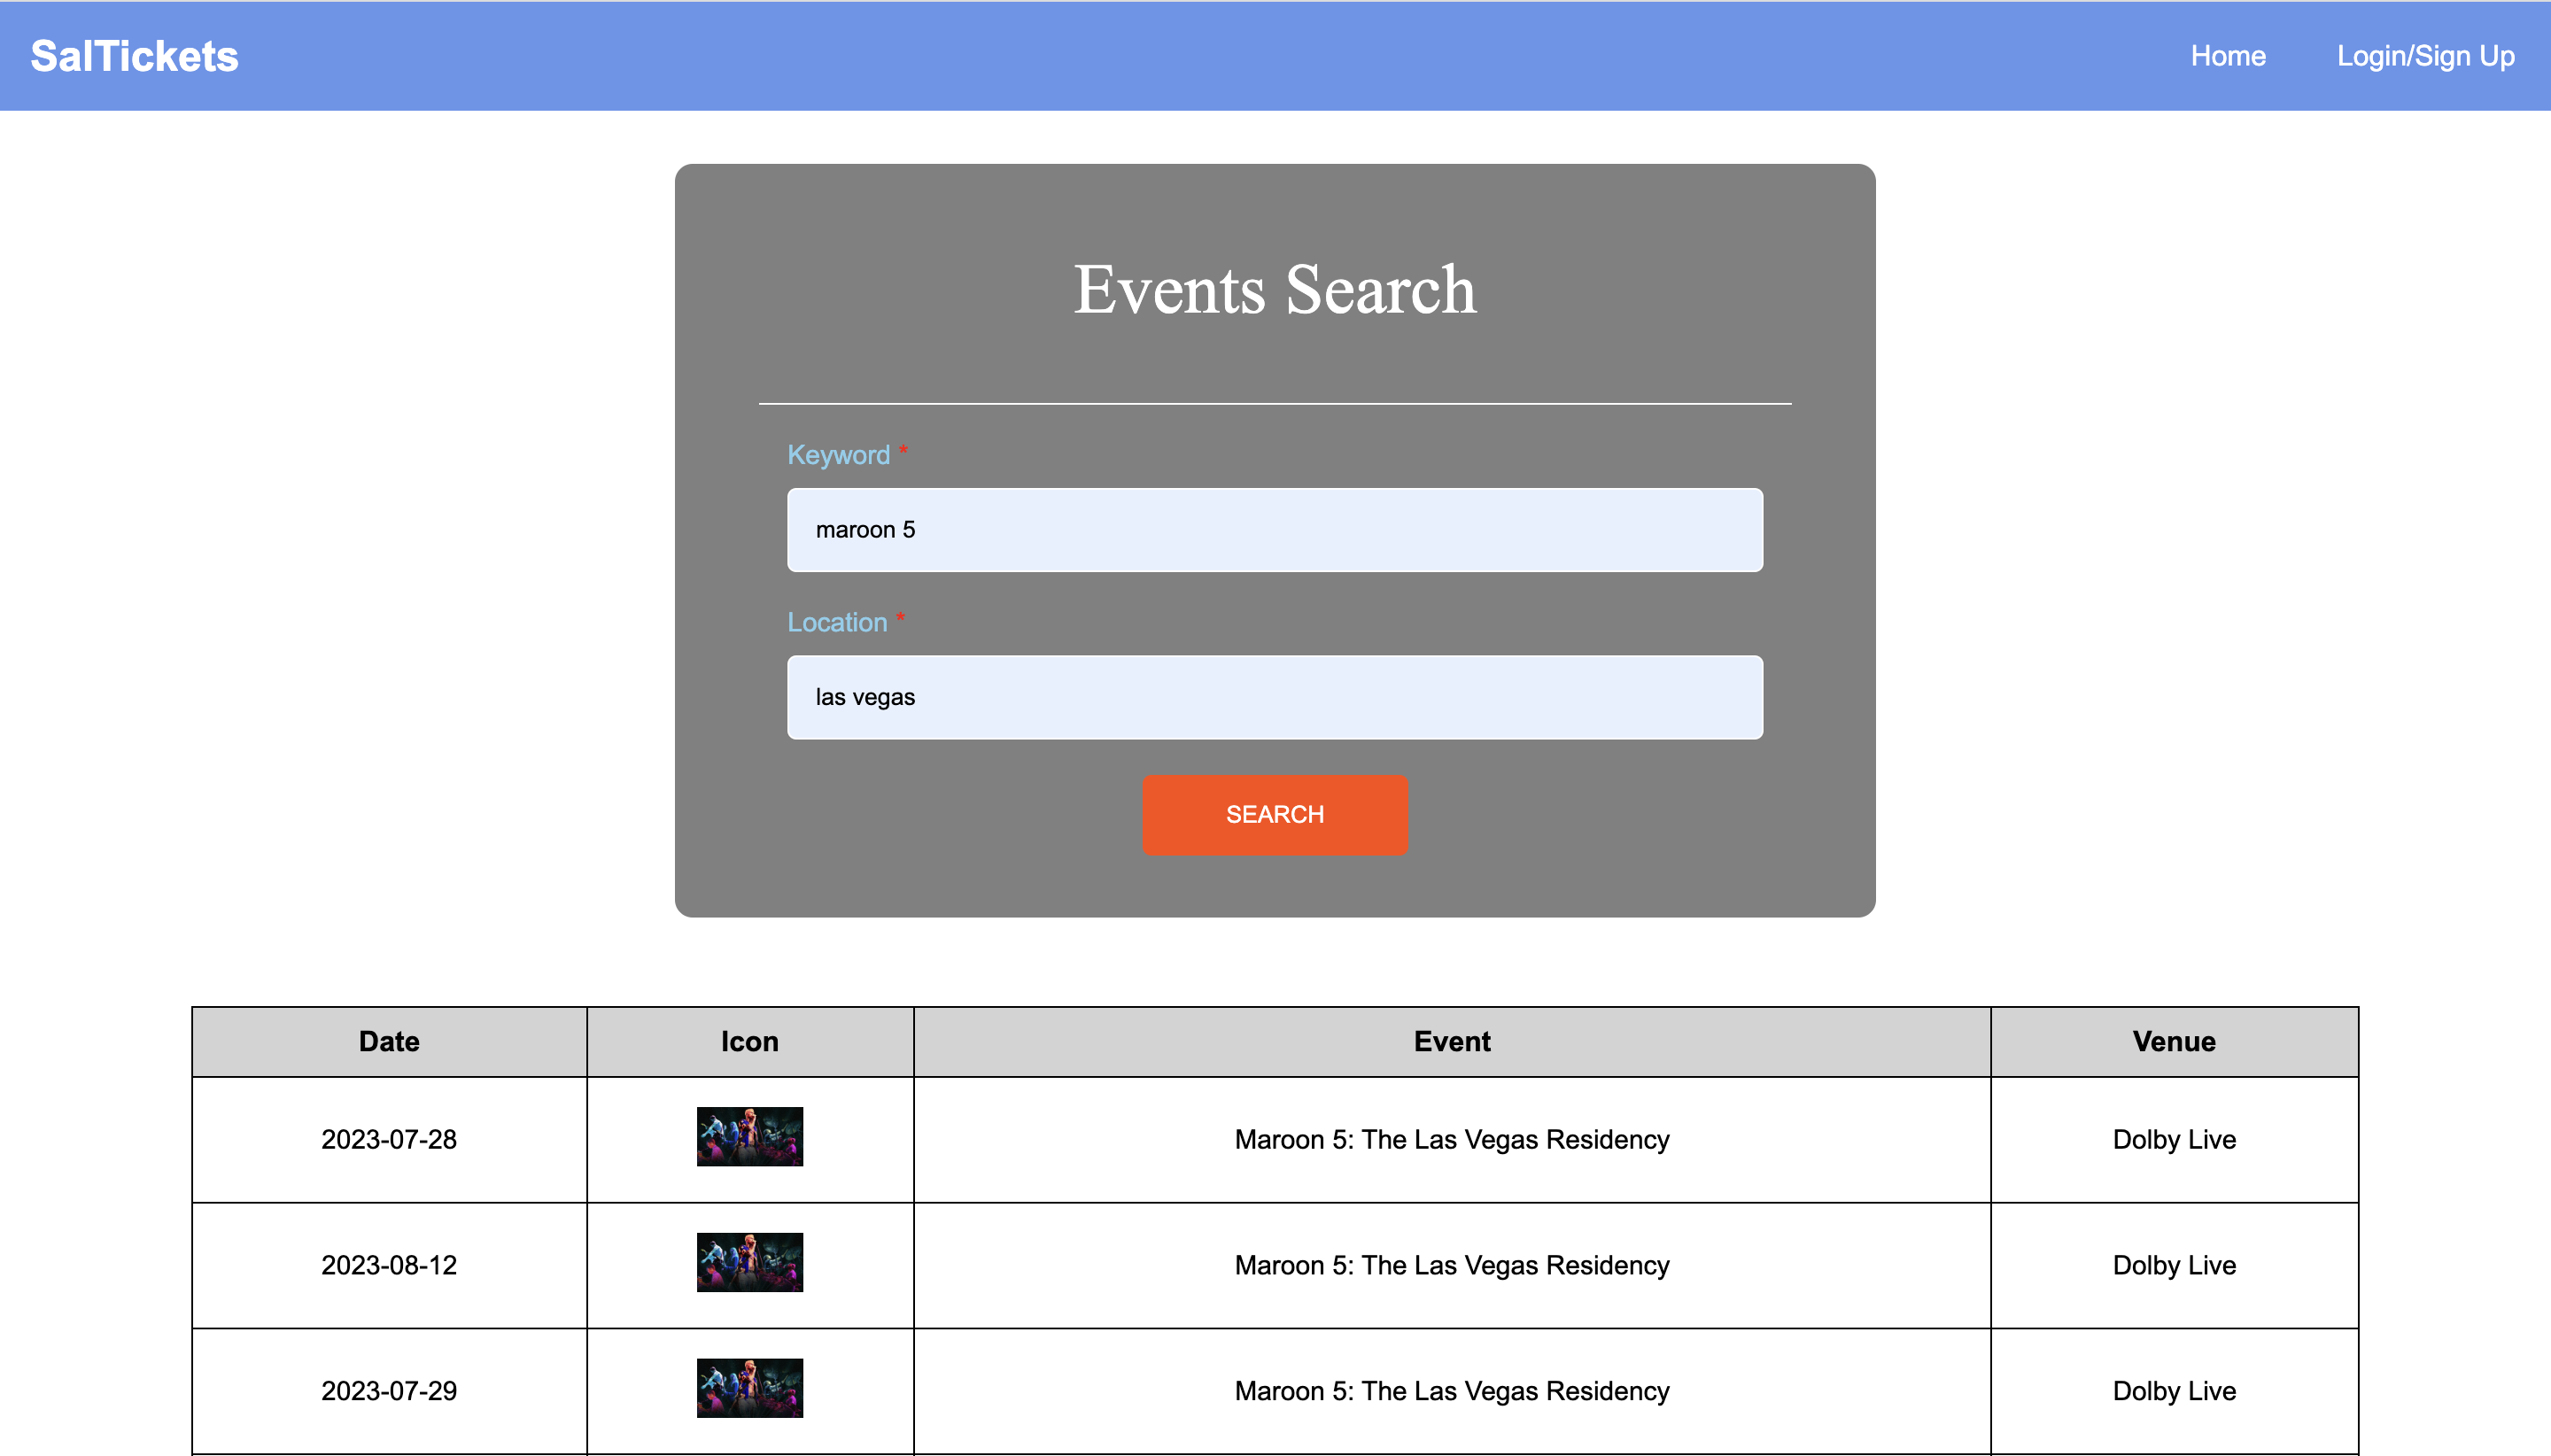 SalTickets Home Login/Sign Up
Events Search
Keyword *
maroon 5
Location *
las vegas
SEARCH
Date Icon Event Venue
2023-07-28 Maroon 5: The Las Vegas Residency Dolby Live
2023-08-12 Maroon 5: The Las Vegas Residency Dolby Live
2023-07-29 Maroon 5: The Las Vegas Residency Dolby Live